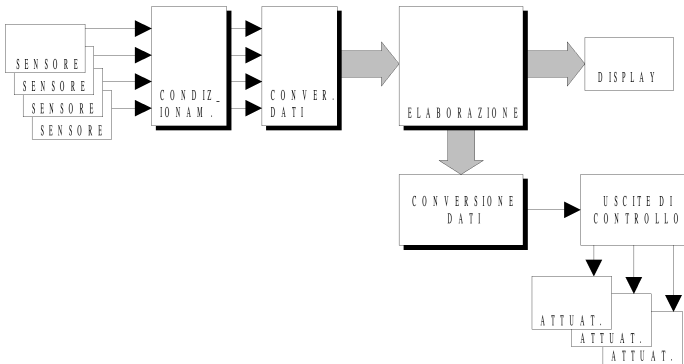 SENSORE
SENSORE
SENSORE
SENSORE
CONDIZ_
IONAM.
CONVER.
DATI
ELABORAZIONE
DISPLAY
CONVERSIONE
DATI
USCITE DI
CONTROLLO
ATTUAT.
ATTUAT.
ATTUAT.